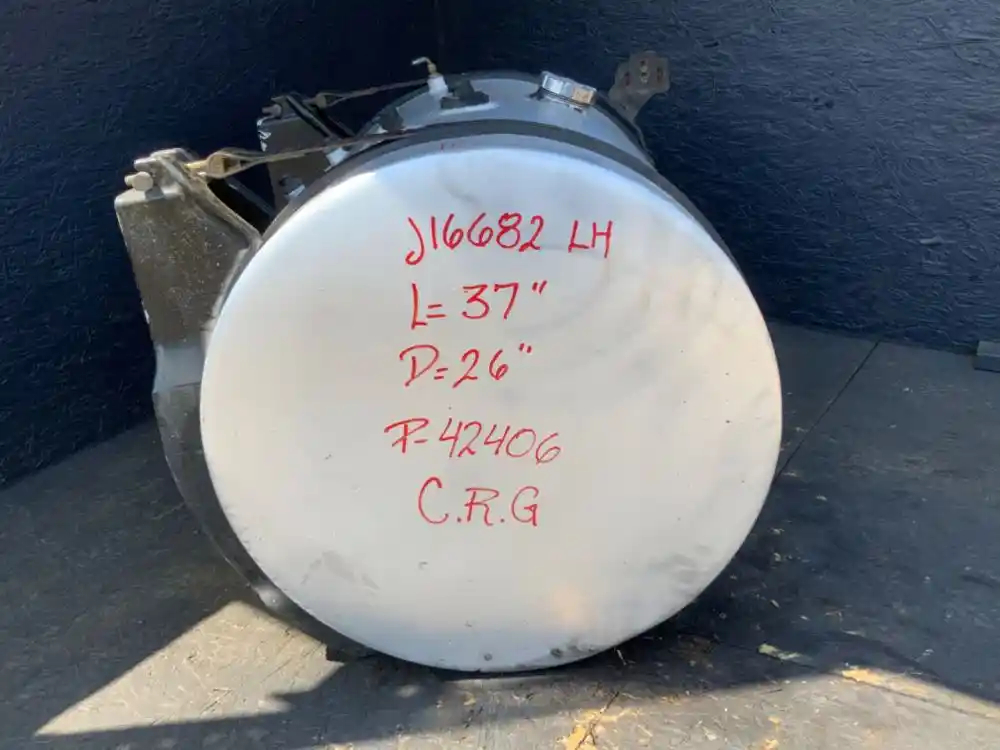 J16682 LH
L=37"
D=26"
P-42406
C.R.G